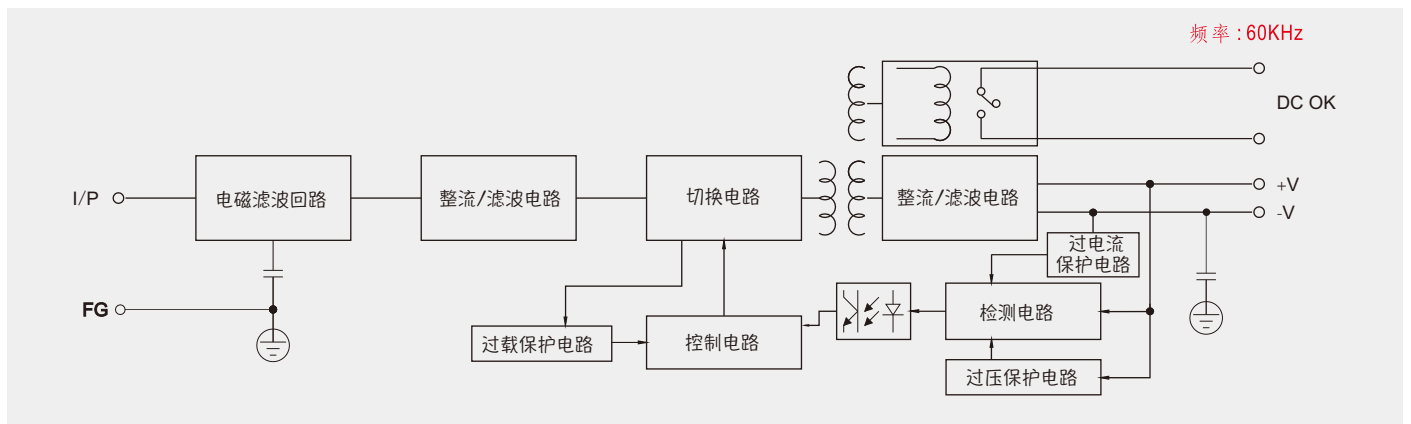 频率 : 60KHz
DC OK
I/P
电磁滤波回路
整流/滤波电路
切换电路
整流/滤波电路
+V
-V
过电流
保护电路
FG
过载保护电路
控制电路
检测电路
过压保护电路